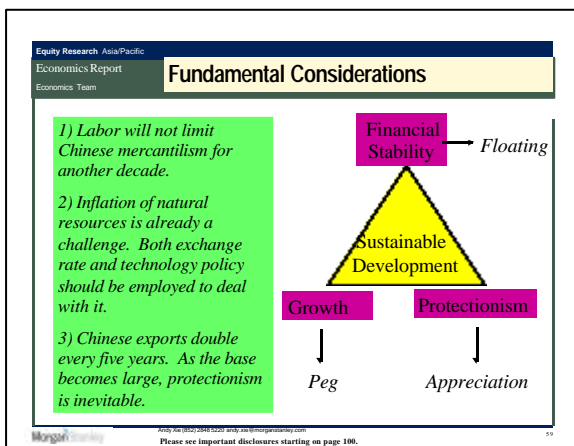 Equity Research Asia/Pacific
Economics Report
Economics Team
Fundamental Considerations
1) Labor will not limit
Chinese mercantilism for
another decade.
2) Inflation of natural
resources is already a
challenge. Both exchange
rate and technology policy
should be employed to deal
with it.
3) Chinese exports double
every five years. As the base
becomes large, protectionism
is inevitable.
Financial
Stability
Floating
Sustainable
Development
Growth
Protectionism
Peg
Appreciation
Morgan Stanley
Andy Xie (852) 2848 5220 andy.xie@morganstanley.com
Please see important disclosures starting on page 100.
59